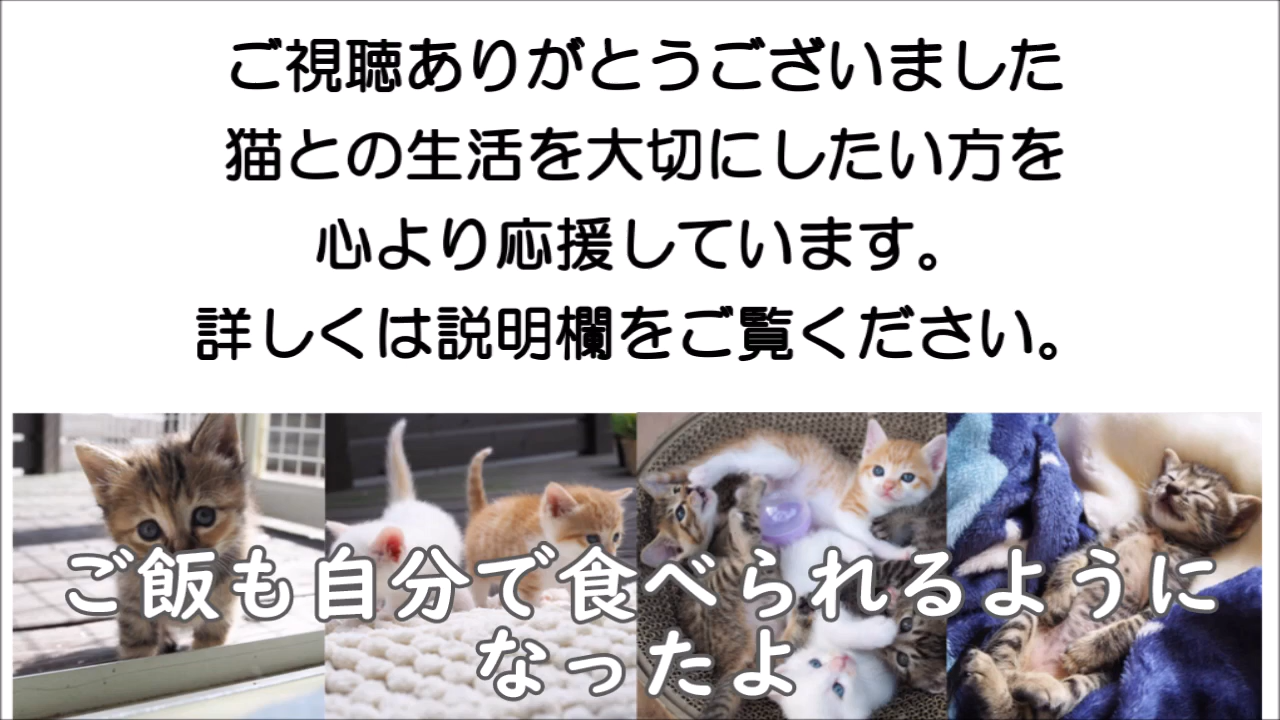 ご視聴ありがとうございました
猫との生活を大切にしたい方を
心より応援しています。
詳しくは説明欄をご覧ください。
ご飯も自分で食べられるように
なったよ